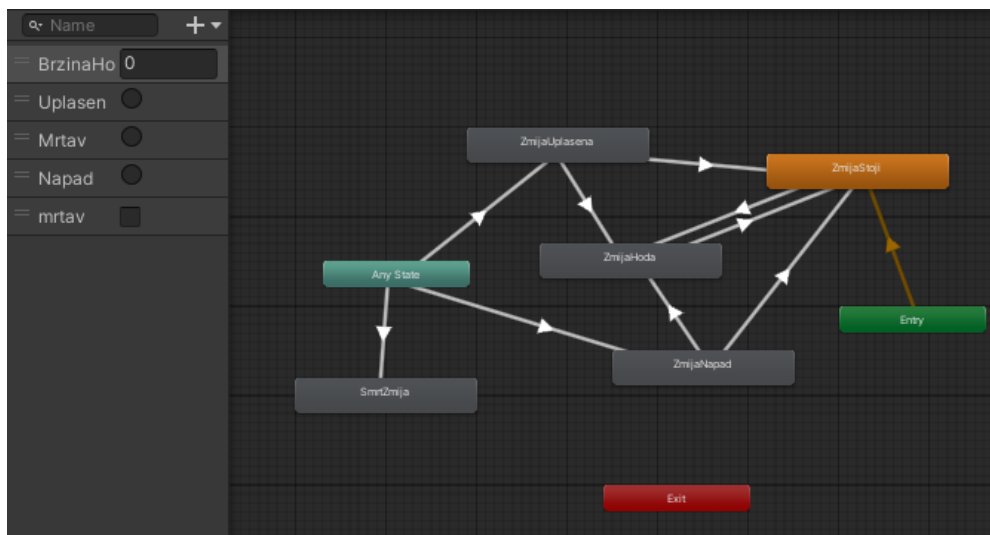 Name
BrzinaHo 0
Uplasen
Mrtav
Napad
mrtav
ZmijaUplasena
ZmijaStoji
ZmijaHoda
Any State
Entry
ZmijaNapad
SmrtZmija
Exit